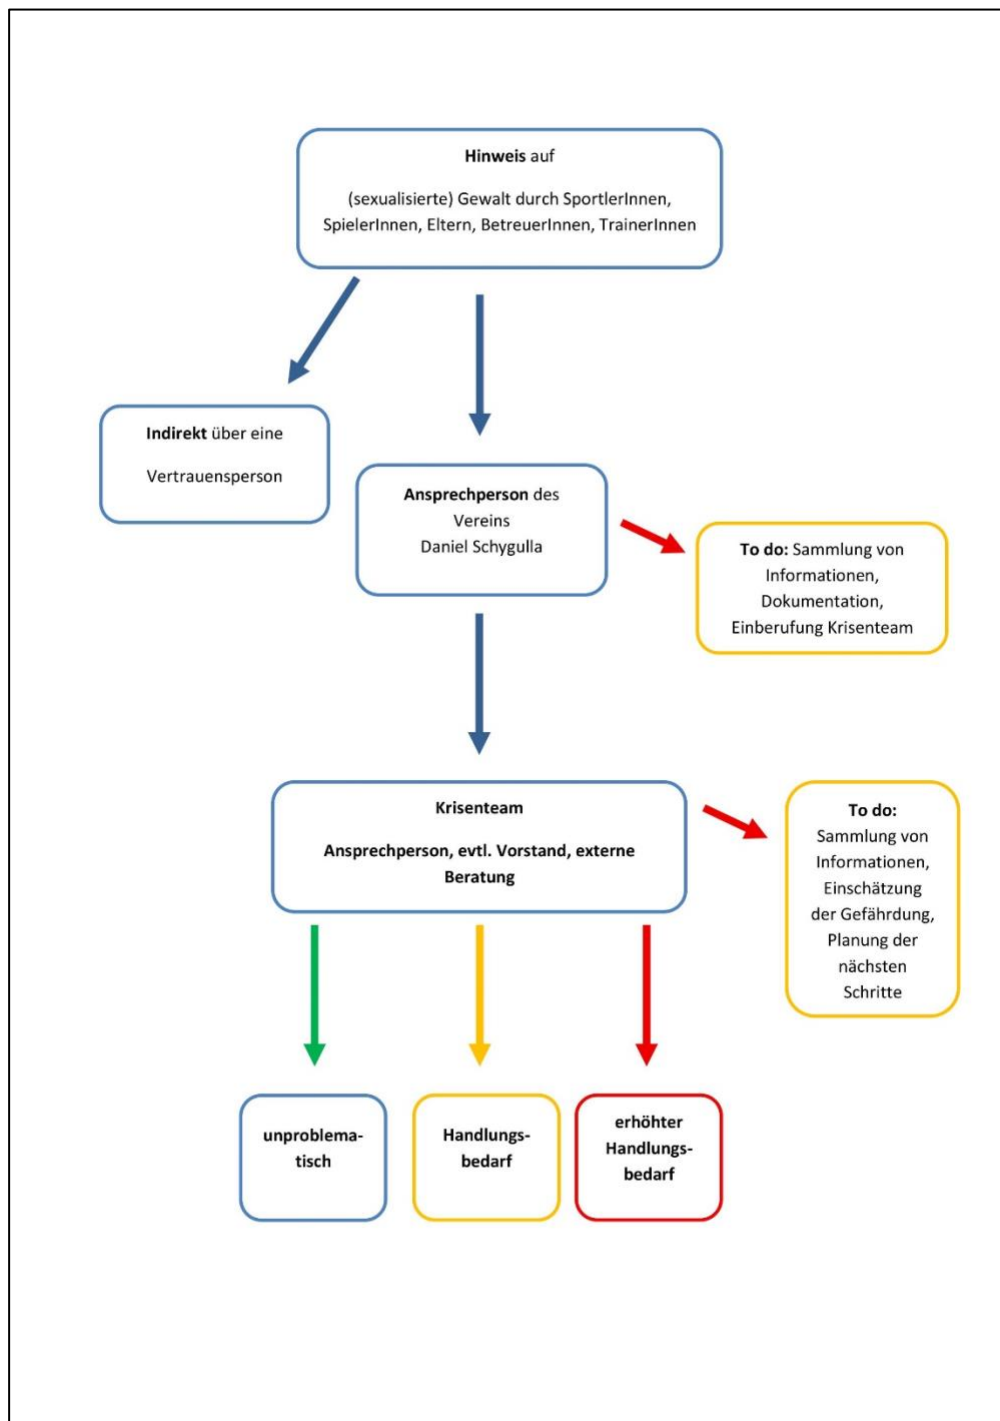 Hinweis auf
(sexualisierte) Gewalt durch SportlerInnen,
SpielerInnen, Eltern, BetreuerInnen, TrainerInnen
Indirekt über eine
Vertrauensperson
Ansprechperson des
Vereins
Daniel Schygulla
To do: Sammlung von
Informationen,
Dokumentation,
Einberufung Krisenteam
Krisenteam
Ansprechperson, evtl. Vorstand, externe
Beratung
To do:
Sammlung von
Informationen,
Einschätzung
der Gefährdung,
Planung der
nächsten
Schritte
unproblema-
tisch
Handlungs-
bedarf
erhöhter
Handlungs-
bedarf